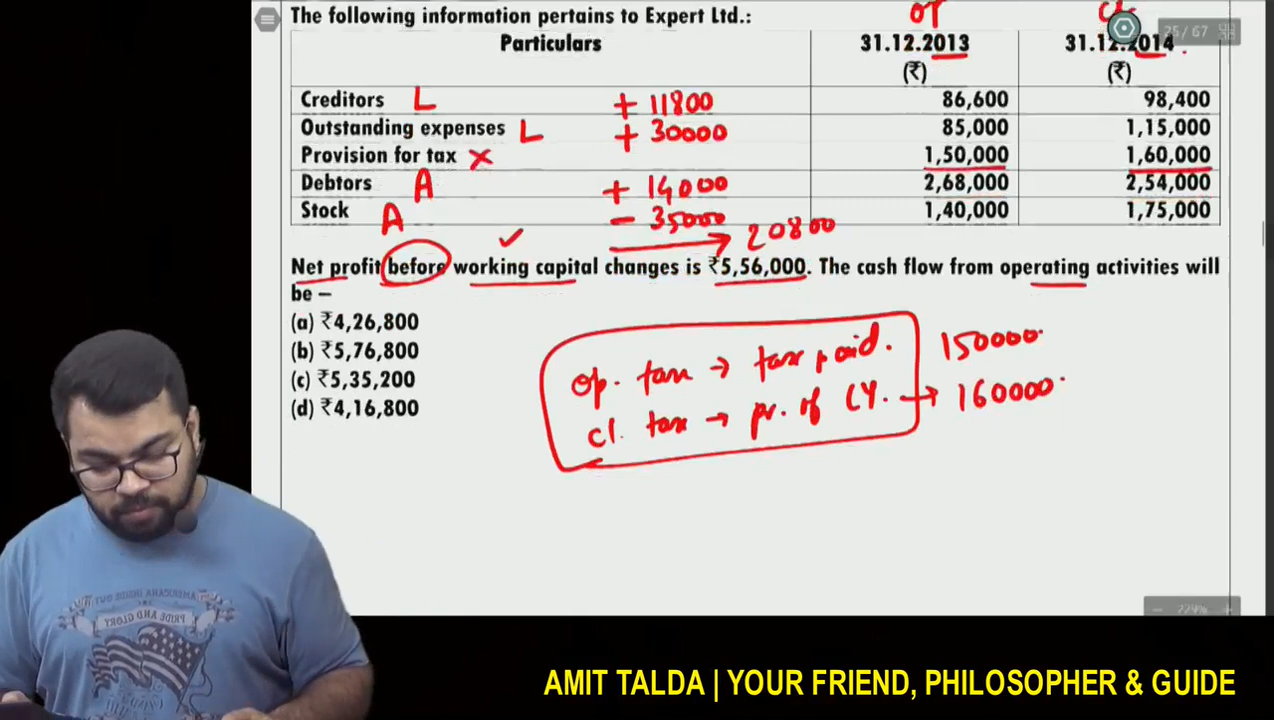 The following information pertains to Expert Ltd.: OP
Particulars 31.12.2013 31.12.2014
(₹) (₹)
25 / 67
Creditors L + 11800 86,600 98,400
Outstanding expenses L + 30000 85,000 1,15,000
Provision for tax × 1,50,000 1,60,000
Debtors A + 14000 2,68,000 2,54,000
Stock A - 35000 1,40,000 1,75,000
→ 20800
Net profit before working capital changes is ₹5,56,000. The cash flow from operating activities will
be –
(a) ₹4,26,800
(b) ₹5,76,800
(c) ₹5,35,200
(d) ₹4,16,800
op. tax → tax paid. 150000
cl. tax → pr. of CY. → 160000
224%
AMIT TALDA | YOUR FRIEND, PHILOSOPHER & GUIDE